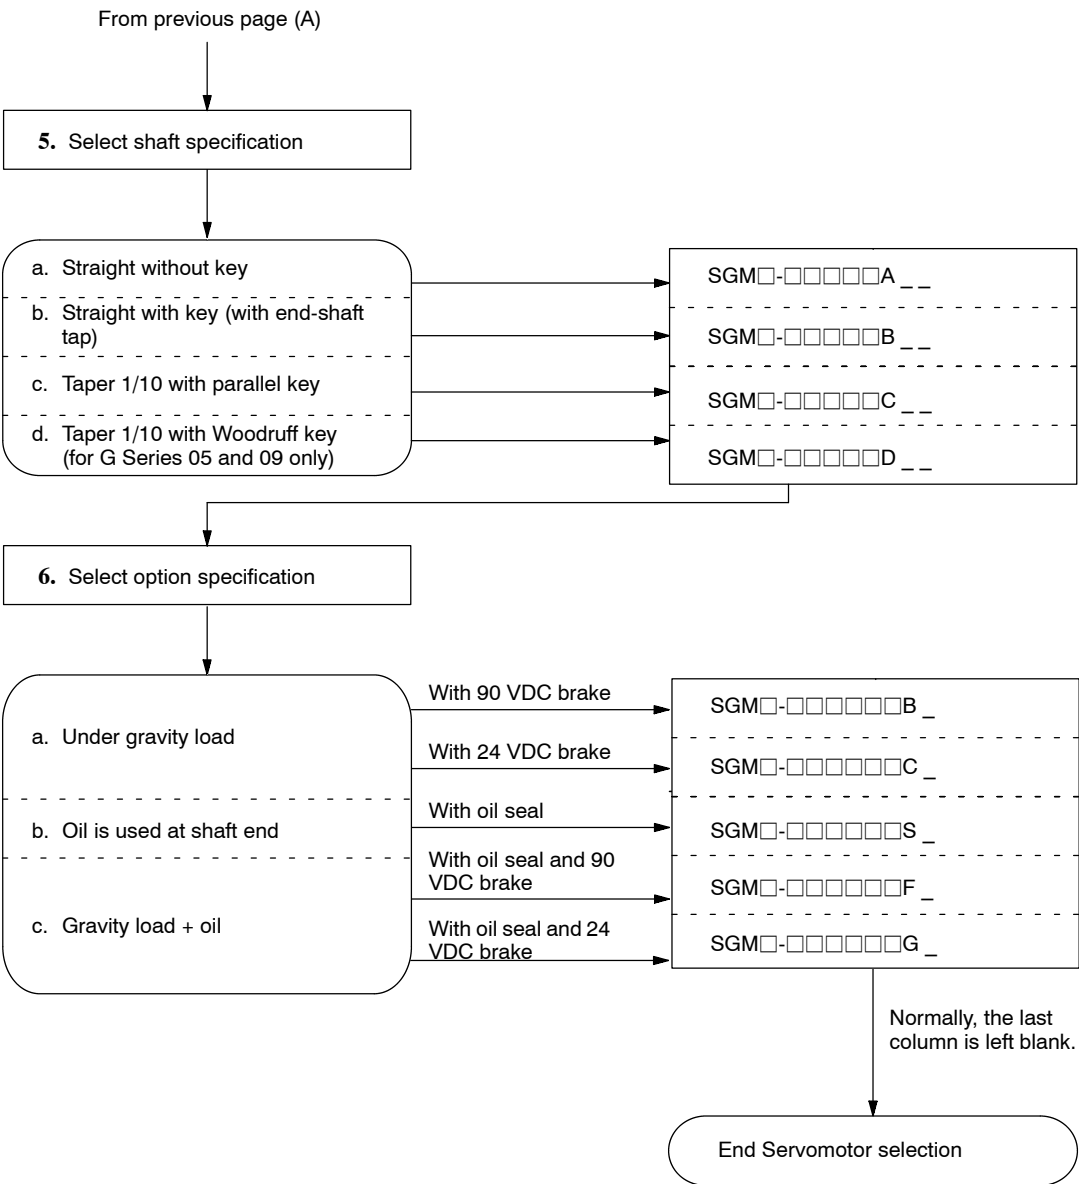 From previous page (A)
5. Select shaft specification
a. Straight without key
b. Straight with key (with end-shaft
tap)
c. Taper 1/10 with parallel key
d. Taper 1/10 with Woodruff key
(for G Series 05 and 09 only)
SGM□-□□□□□A _ _
SGM□-□□□□□B _ _
SGM□-□□□□□C _ _
SGM□-□□□□□D _ _
6. Select option specification
a. Under gravity load
b. Oil is used at shaft end
c. Gravity load + oil
With 90 VDC brake
With 24 VDC brake
With oil seal
With oil seal and 90
VDC brake
With oil seal and 24
VDC brake
SGM□-□□□□□□B _
SGM□-□□□□□□C _
SGM□-□□□□□□S _
SGM□-□□□□□□F _
SGM□-□□□□□□G _
Normally, the last
column is left blank.
End Servomotor selection